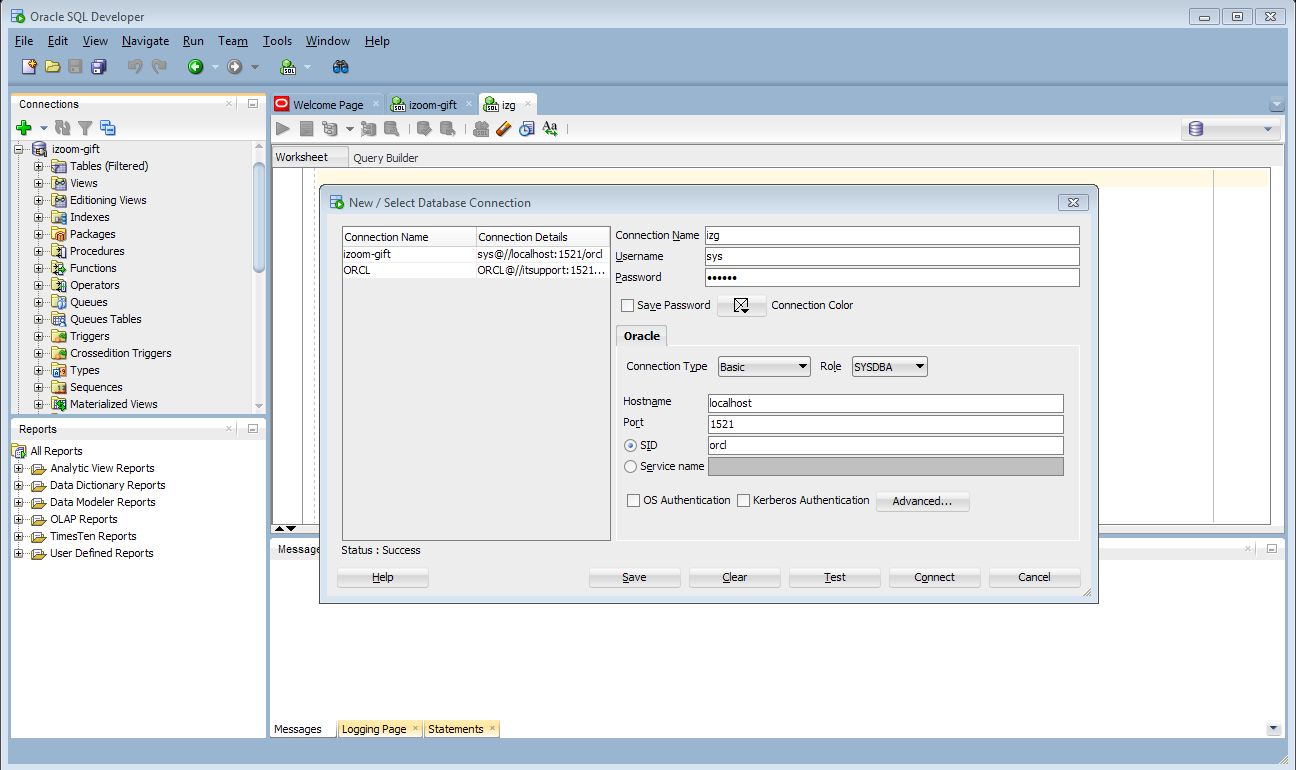 Oracle SQL Developer
File Edit View Navigate Run Team Tools Window Help
Connections
Welcome Page izoom-gift izg
Worksheet Query Builder
izoom-gift
Tables (Filtered)
Views
Editioning Views
Indexes
Packages
Procedures
Functions
Operators
Queues
Queues Tables
Triggers
Crossedition Triggers
Types
Sequences
Materialized Views
Reports
All Reports
Analytic View Reports
Data Dictionary Reports
Data Modeler Reports
OLAP Reports
TimesTen Reports
User Defined Reports
New / Select Database Connection
Connection Name Connection Details
izoom-gift sys@//localhost:1521/orcl
ORCL ORCL@//itsupport:1521...
Connection Name izg
Username sys
Password ••••••
Save Password Connection Color
Oracle
Connection Type Basic Role SYSDBA
Hostname localhost
Port 1521
SID orcl
Service name
OS Authentication Kerberos Authentication Advanced...
Status : Success
Help Save Clear Test Connect Cancel
Message
Messages Logging Page Statements